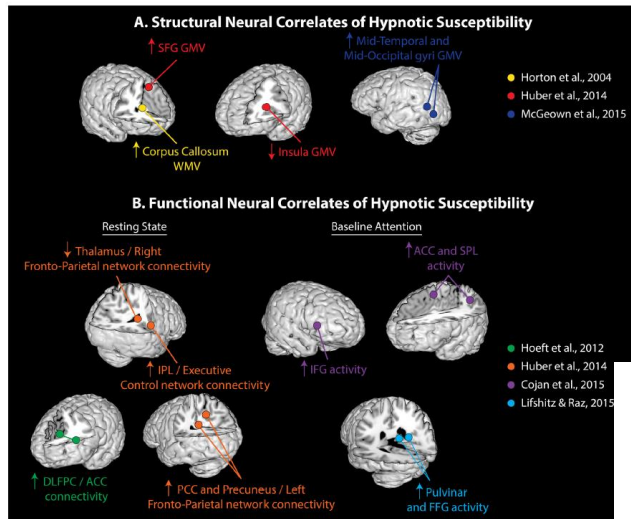 A. Structural Neural Correlates of Hypnotic Susceptibility
↑ SFG GMV
↑ Mid-Temporal and
Mid-Occipital gyri GMV
Horton et al., 2004
Huber et al., 2014
McGeown et al., 2015
↑ Corpus Callosum
WMV
↓ Insula GMV
B. Functional Neural Correlates of Hypnotic Susceptibility
Resting State
Baseline Attention
↓ Thalamus / Right
Fronto-Parietal network connectivity
↑ ACC and SPL
activity
↑ IPL / Executive
Control network connectivity
↑ IFG activity
Hoeft et al., 2012
Huber et al., 2014
Cojan et al., 2015
Lifshitz & Raz, 2015
↑ DLFPC / ACC
connectivity
↑ PCC and Precuneus / Left
Fronto-Parietal network connectivity
↑ Pulvinar
and FFG activity